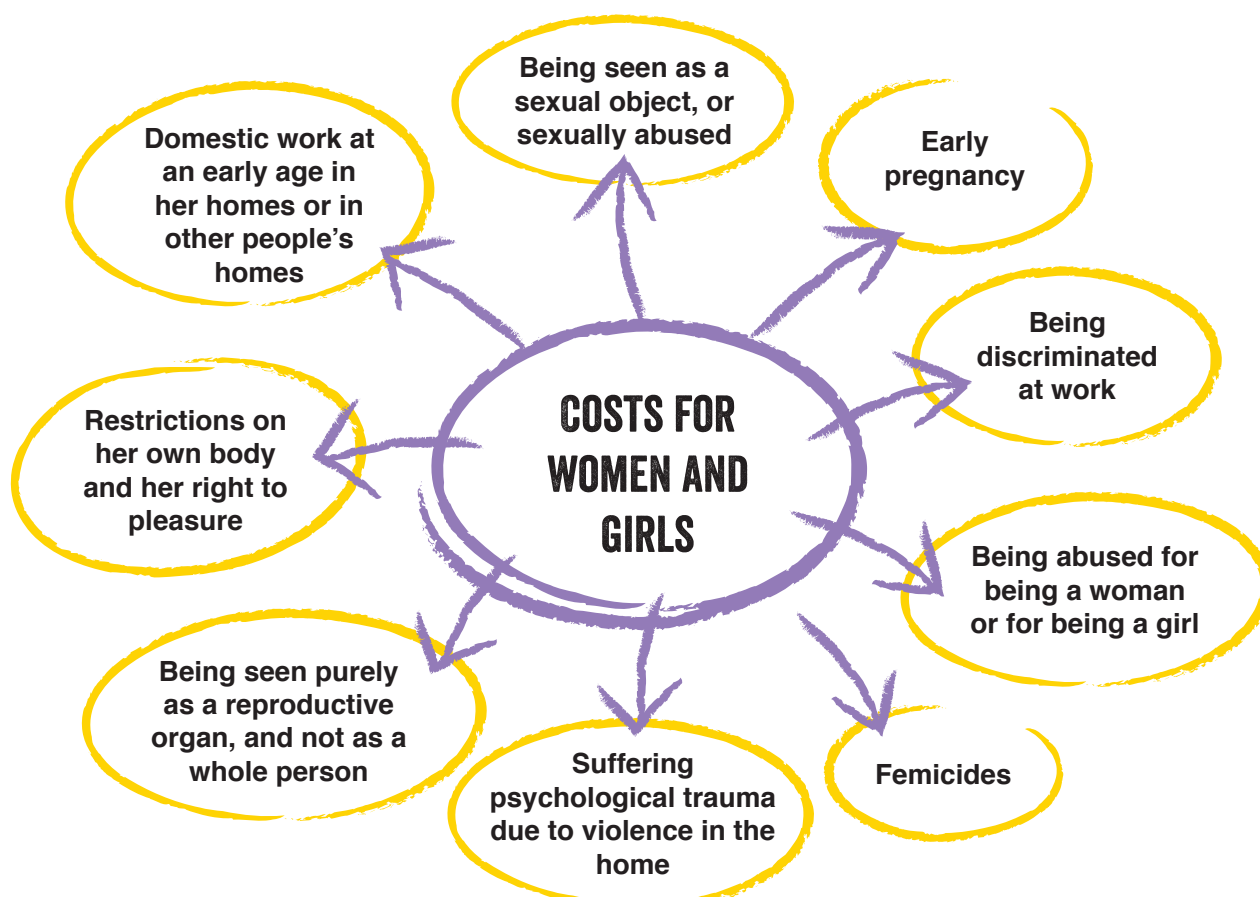 Being seen as a
sexual object, or
sexually abused
Early
pregnancy
Being
discriminated
at work
Being abused for
being a woman
or for being a girl
Femicides
Suffering
psychological trauma
due to violence in the
home
Being seen purely
as a reproductive
organ, and not as a
whole person
Restrictions on
her own body
and her right to
pleasure
Domestic work at
an early age in
her homes or in
other people's
homes
COSTS FOR
WOMEN AND
GIRLS